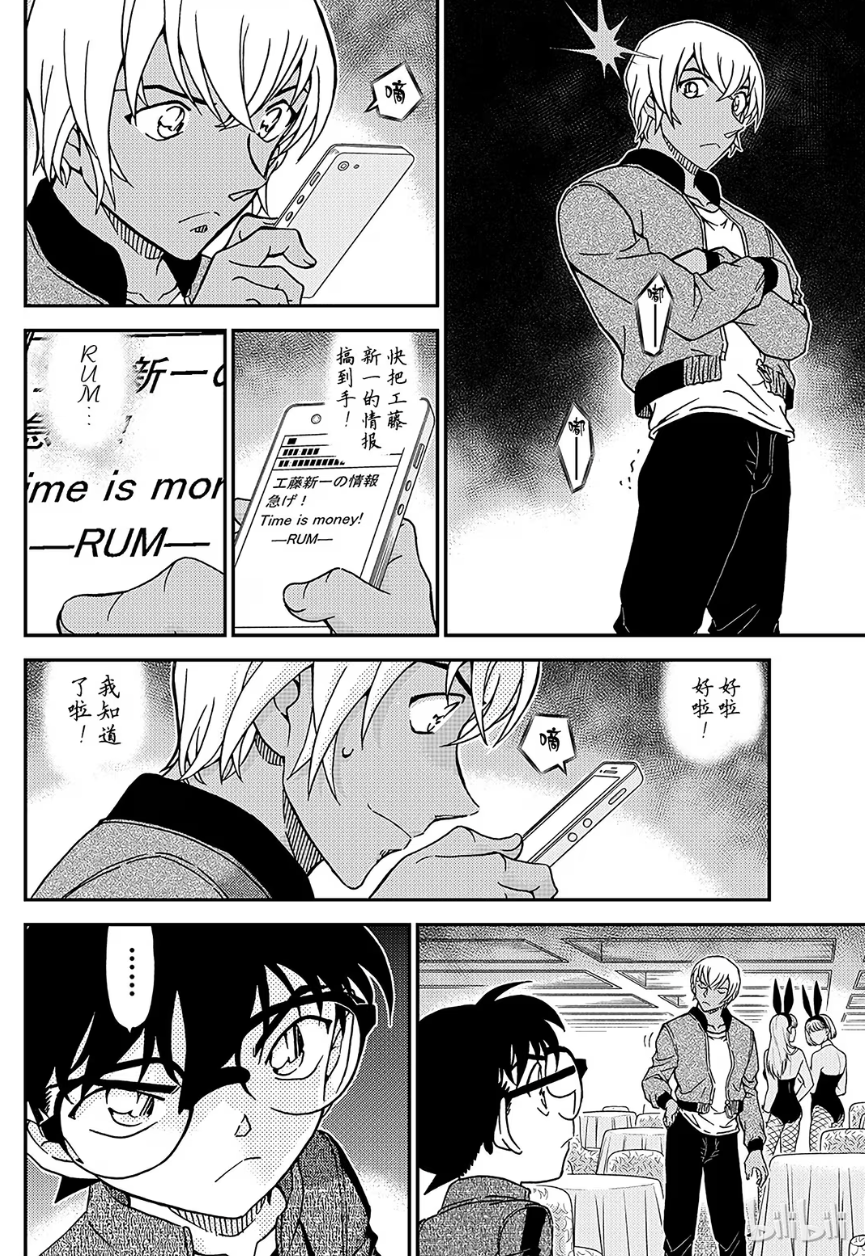 嘟——
嘟——
嘀
快把工藤
新一的情报
搞到手！
工藤新一の情報
急げ！
Time is money!
—RUM—
RUM…
新一の
急
ime is mon
—RUM—
好啦
好啦！
嘀
我知道
了啦！
……
bilibili